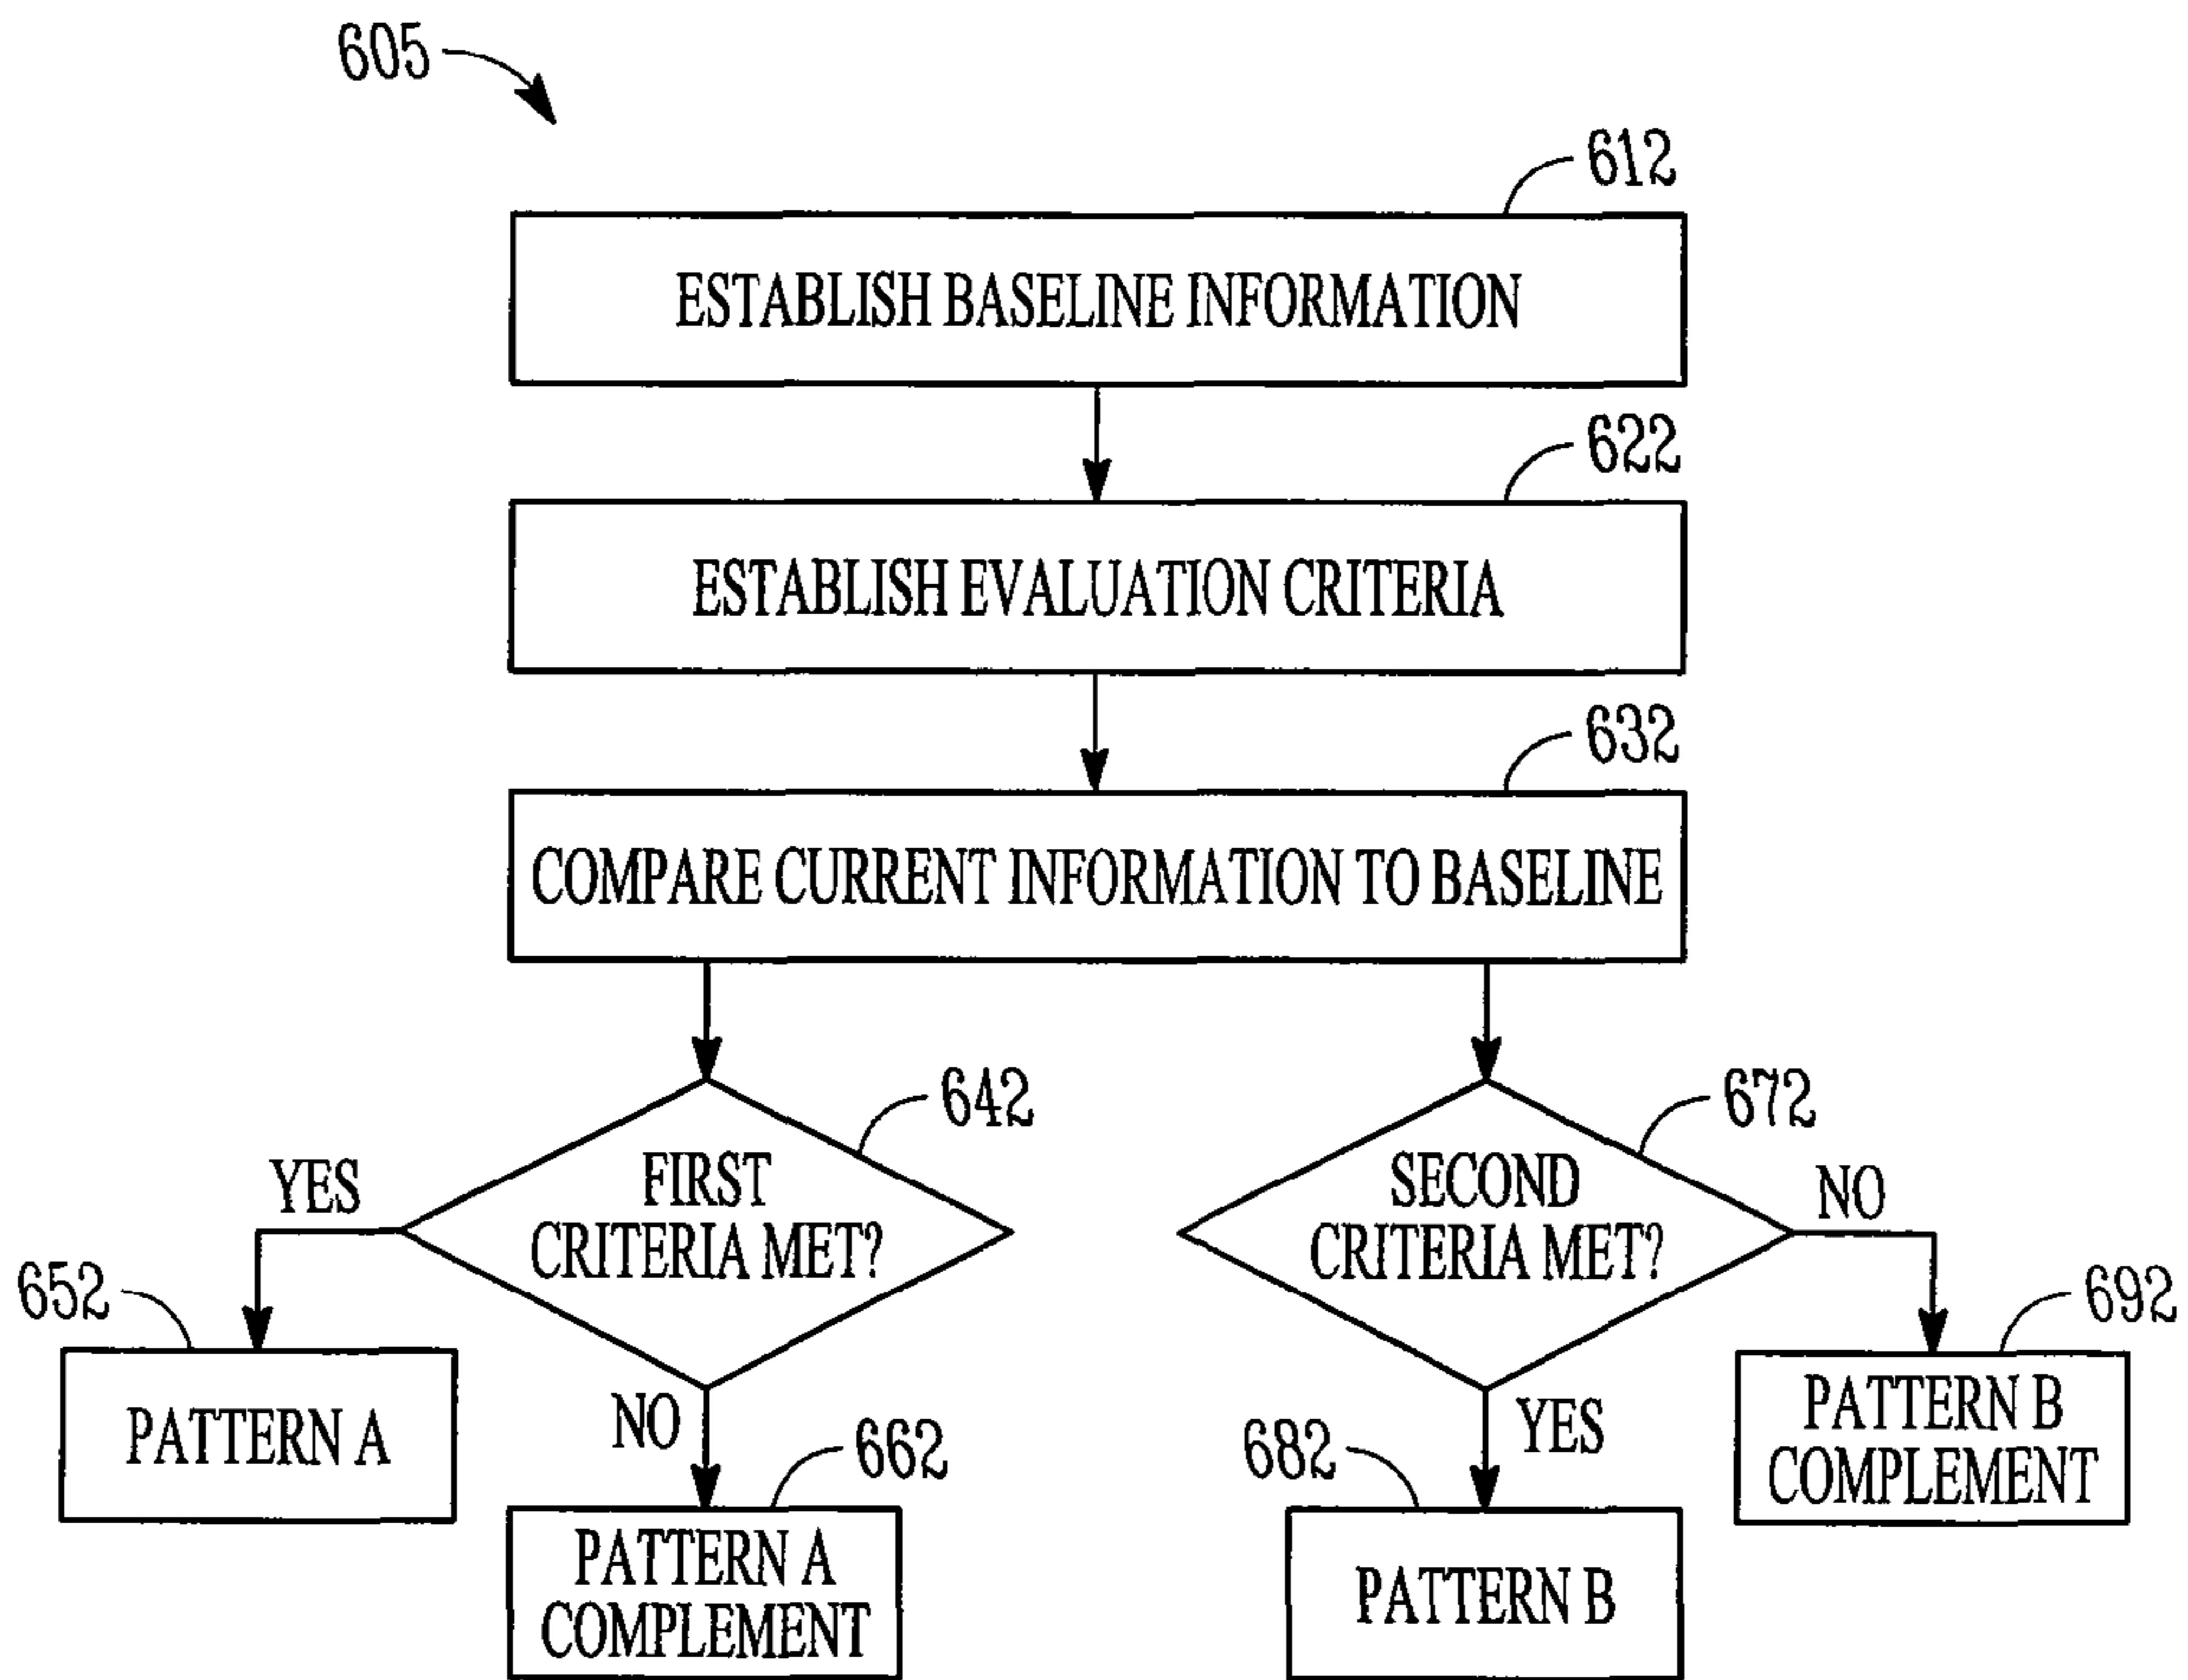 605
612
ESTABLISH BASELINE INFORMATION
622
ESTABLISH EVALUATION CRITERIA
632
COMPARE CURRENT INFORMATION TO BASELINE
642
FIRST
CRITERIA MET?
YES
NO
672
SECOND
CRITERIA MET?
NO
YES
652
PATTERN A
662
PATTERN A
COMPLEMENT
682
PATTERN B
692
PATTERN B
COMPLEMENT